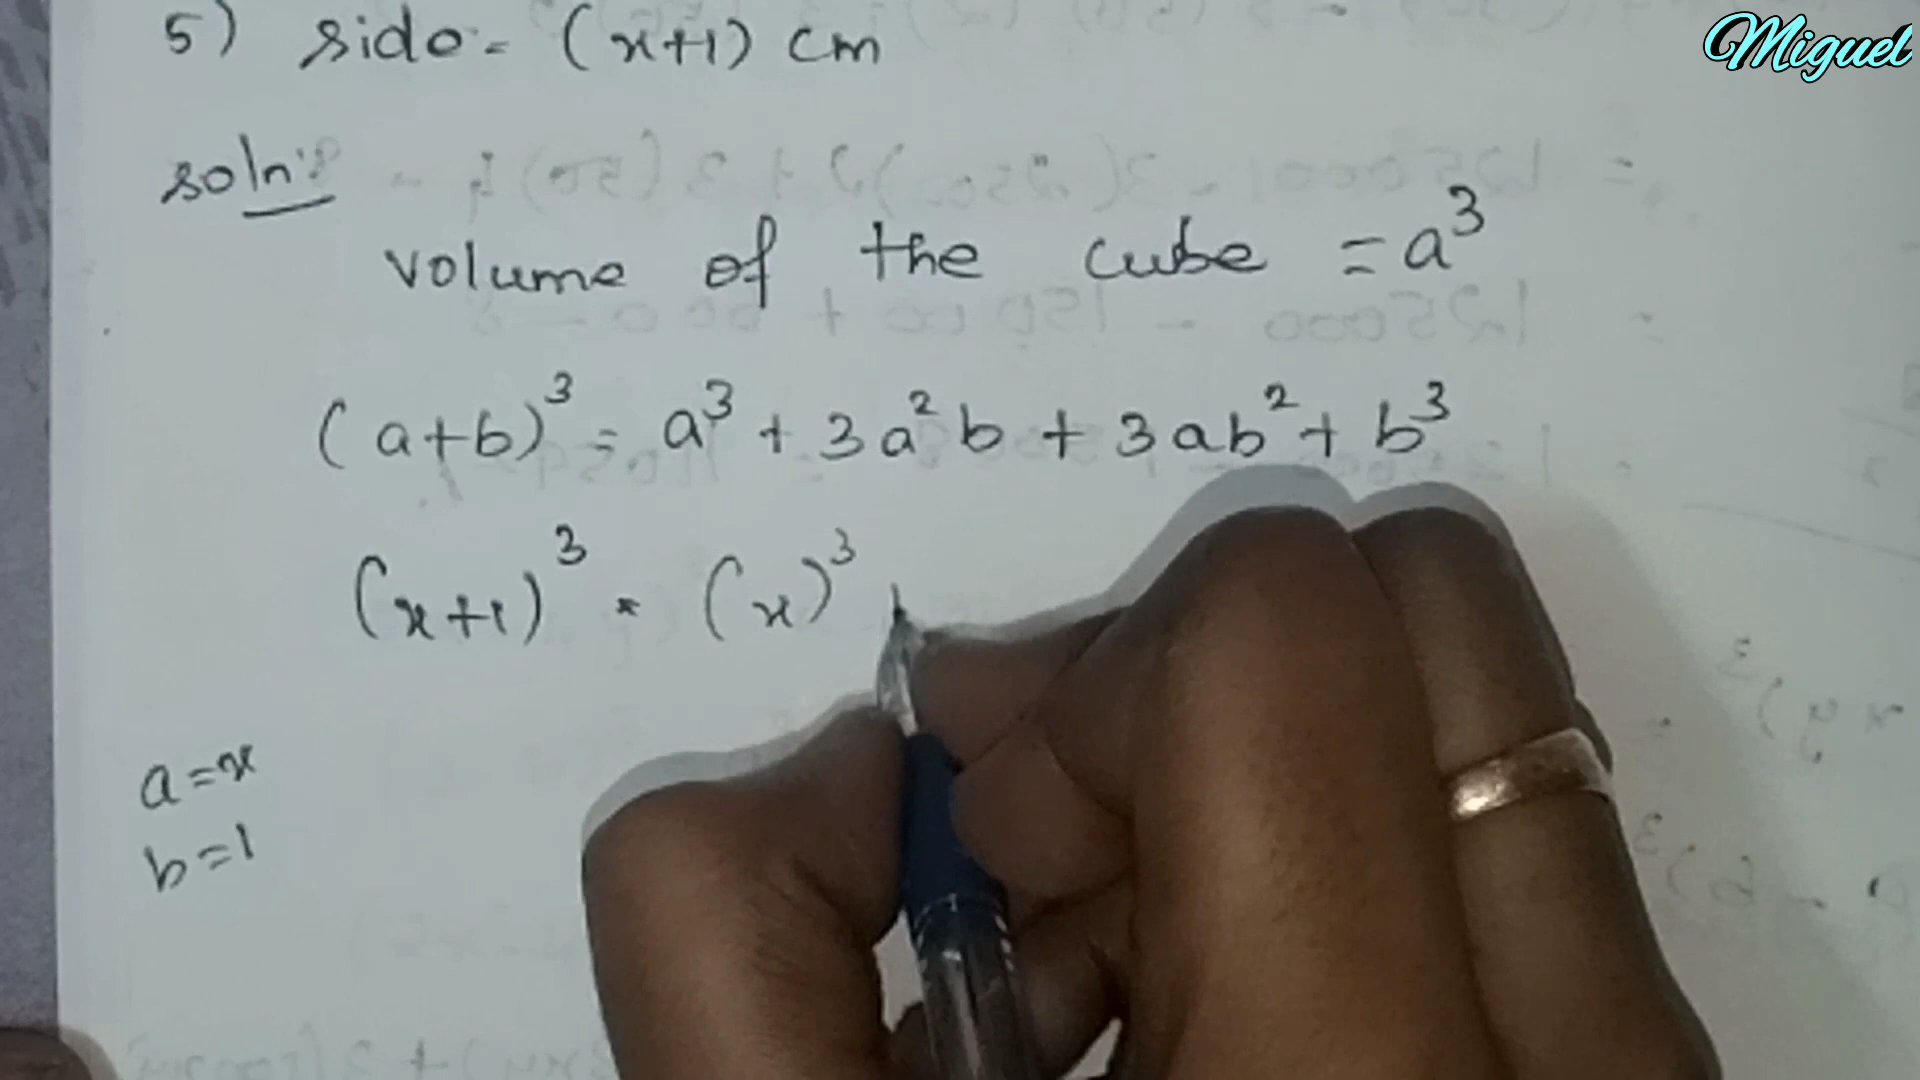 Miguel
5) side = (x+1) cm
soln:
volume of the cube = a³
(a+b)³ = a³ + 3a²b + 3ab² + b³
(x+1)³ = (x)³
a=x
b=1